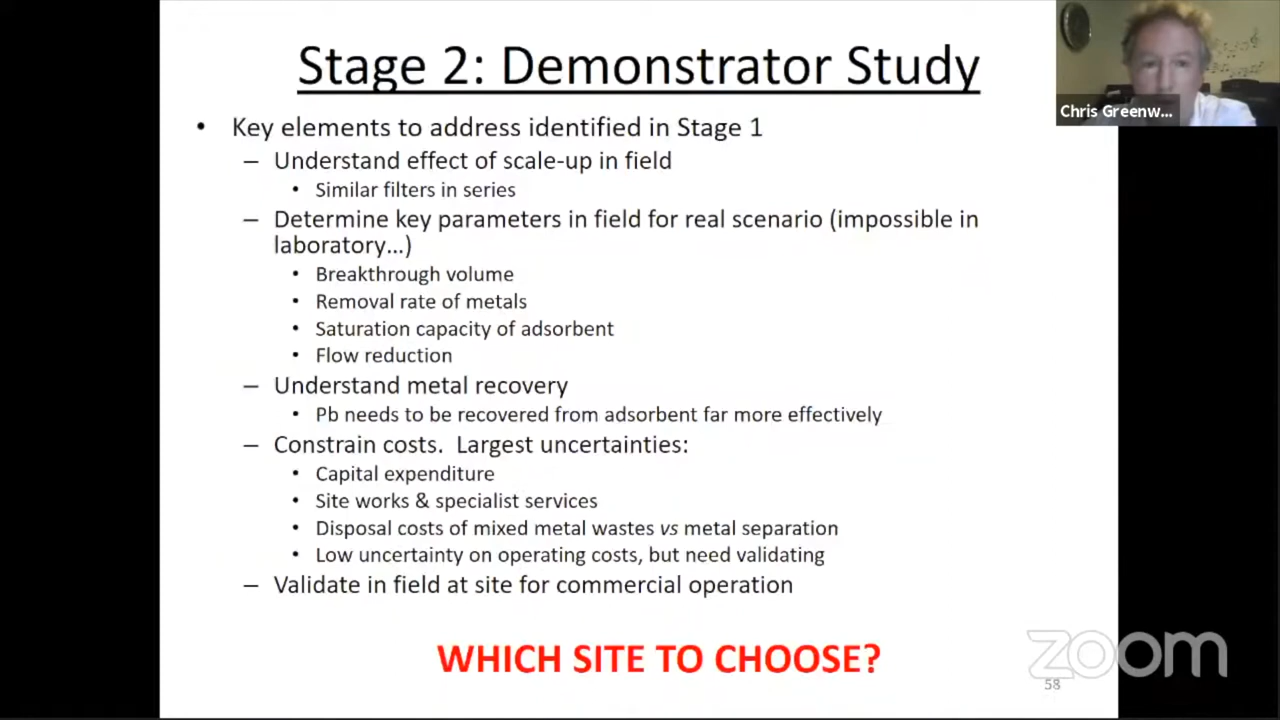 Stage 2: Demonstrator Study
Chris Greenw...
• Key elements to address identified in Stage 1
– Understand effect of scale-up in field
• Similar filters in series
– Determine key parameters in field for real scenario (impossible in
laboratory...)
• Breakthrough volume
• Removal rate of metals
• Saturation capacity of adsorbent
• Flow reduction
– Understand metal recovery
• Pb needs to be recovered from adsorbent far more effectively
– Constrain costs. Largest uncertainties:
• Capital expenditure
• Site works & specialist services
• Disposal costs of mixed metal wastes vs metal separation
• Low uncertainty on operating costs, but need validating
– Validate in field at site for commercial operation
WHICH SITE TO CHOOSE?
zoom
58